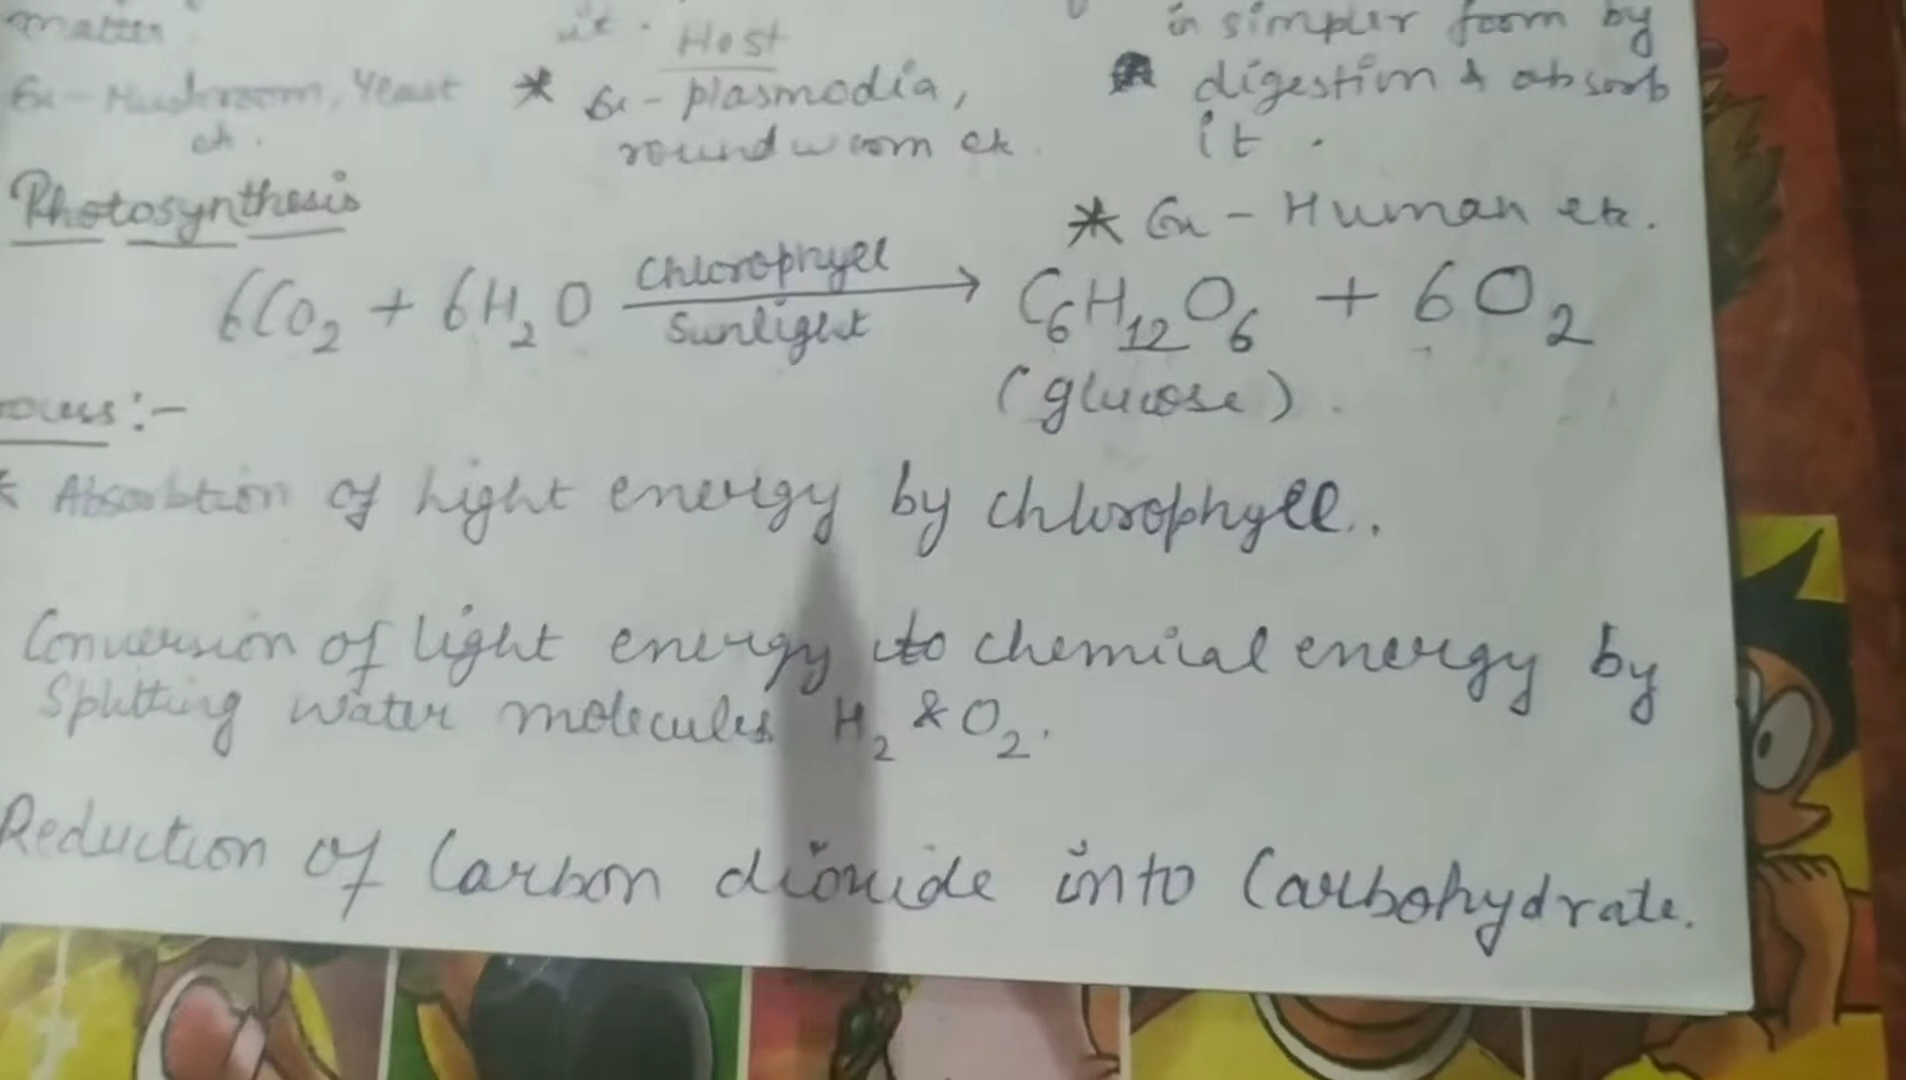 matter.
it.
Host
in simpler form by
Ex - Mushroom, Yeast
etc.
* Ex - plasmodia,
roundworm etc.
digestion & absorb
it.
* Ex - Human etc.
Photosynthesis
6CO₂ + 6H₂O Chlorophyll Sunlight → C₆H₁₂O₆ + 6O₂
(glucose).
:-
* Absorbtion of light energy by chlorophyll.
Conversion of light energy to chemical energy by
Splitting water molecules H₂ & O₂.
Reduction of Carbon dioxide into Carbohydrate.